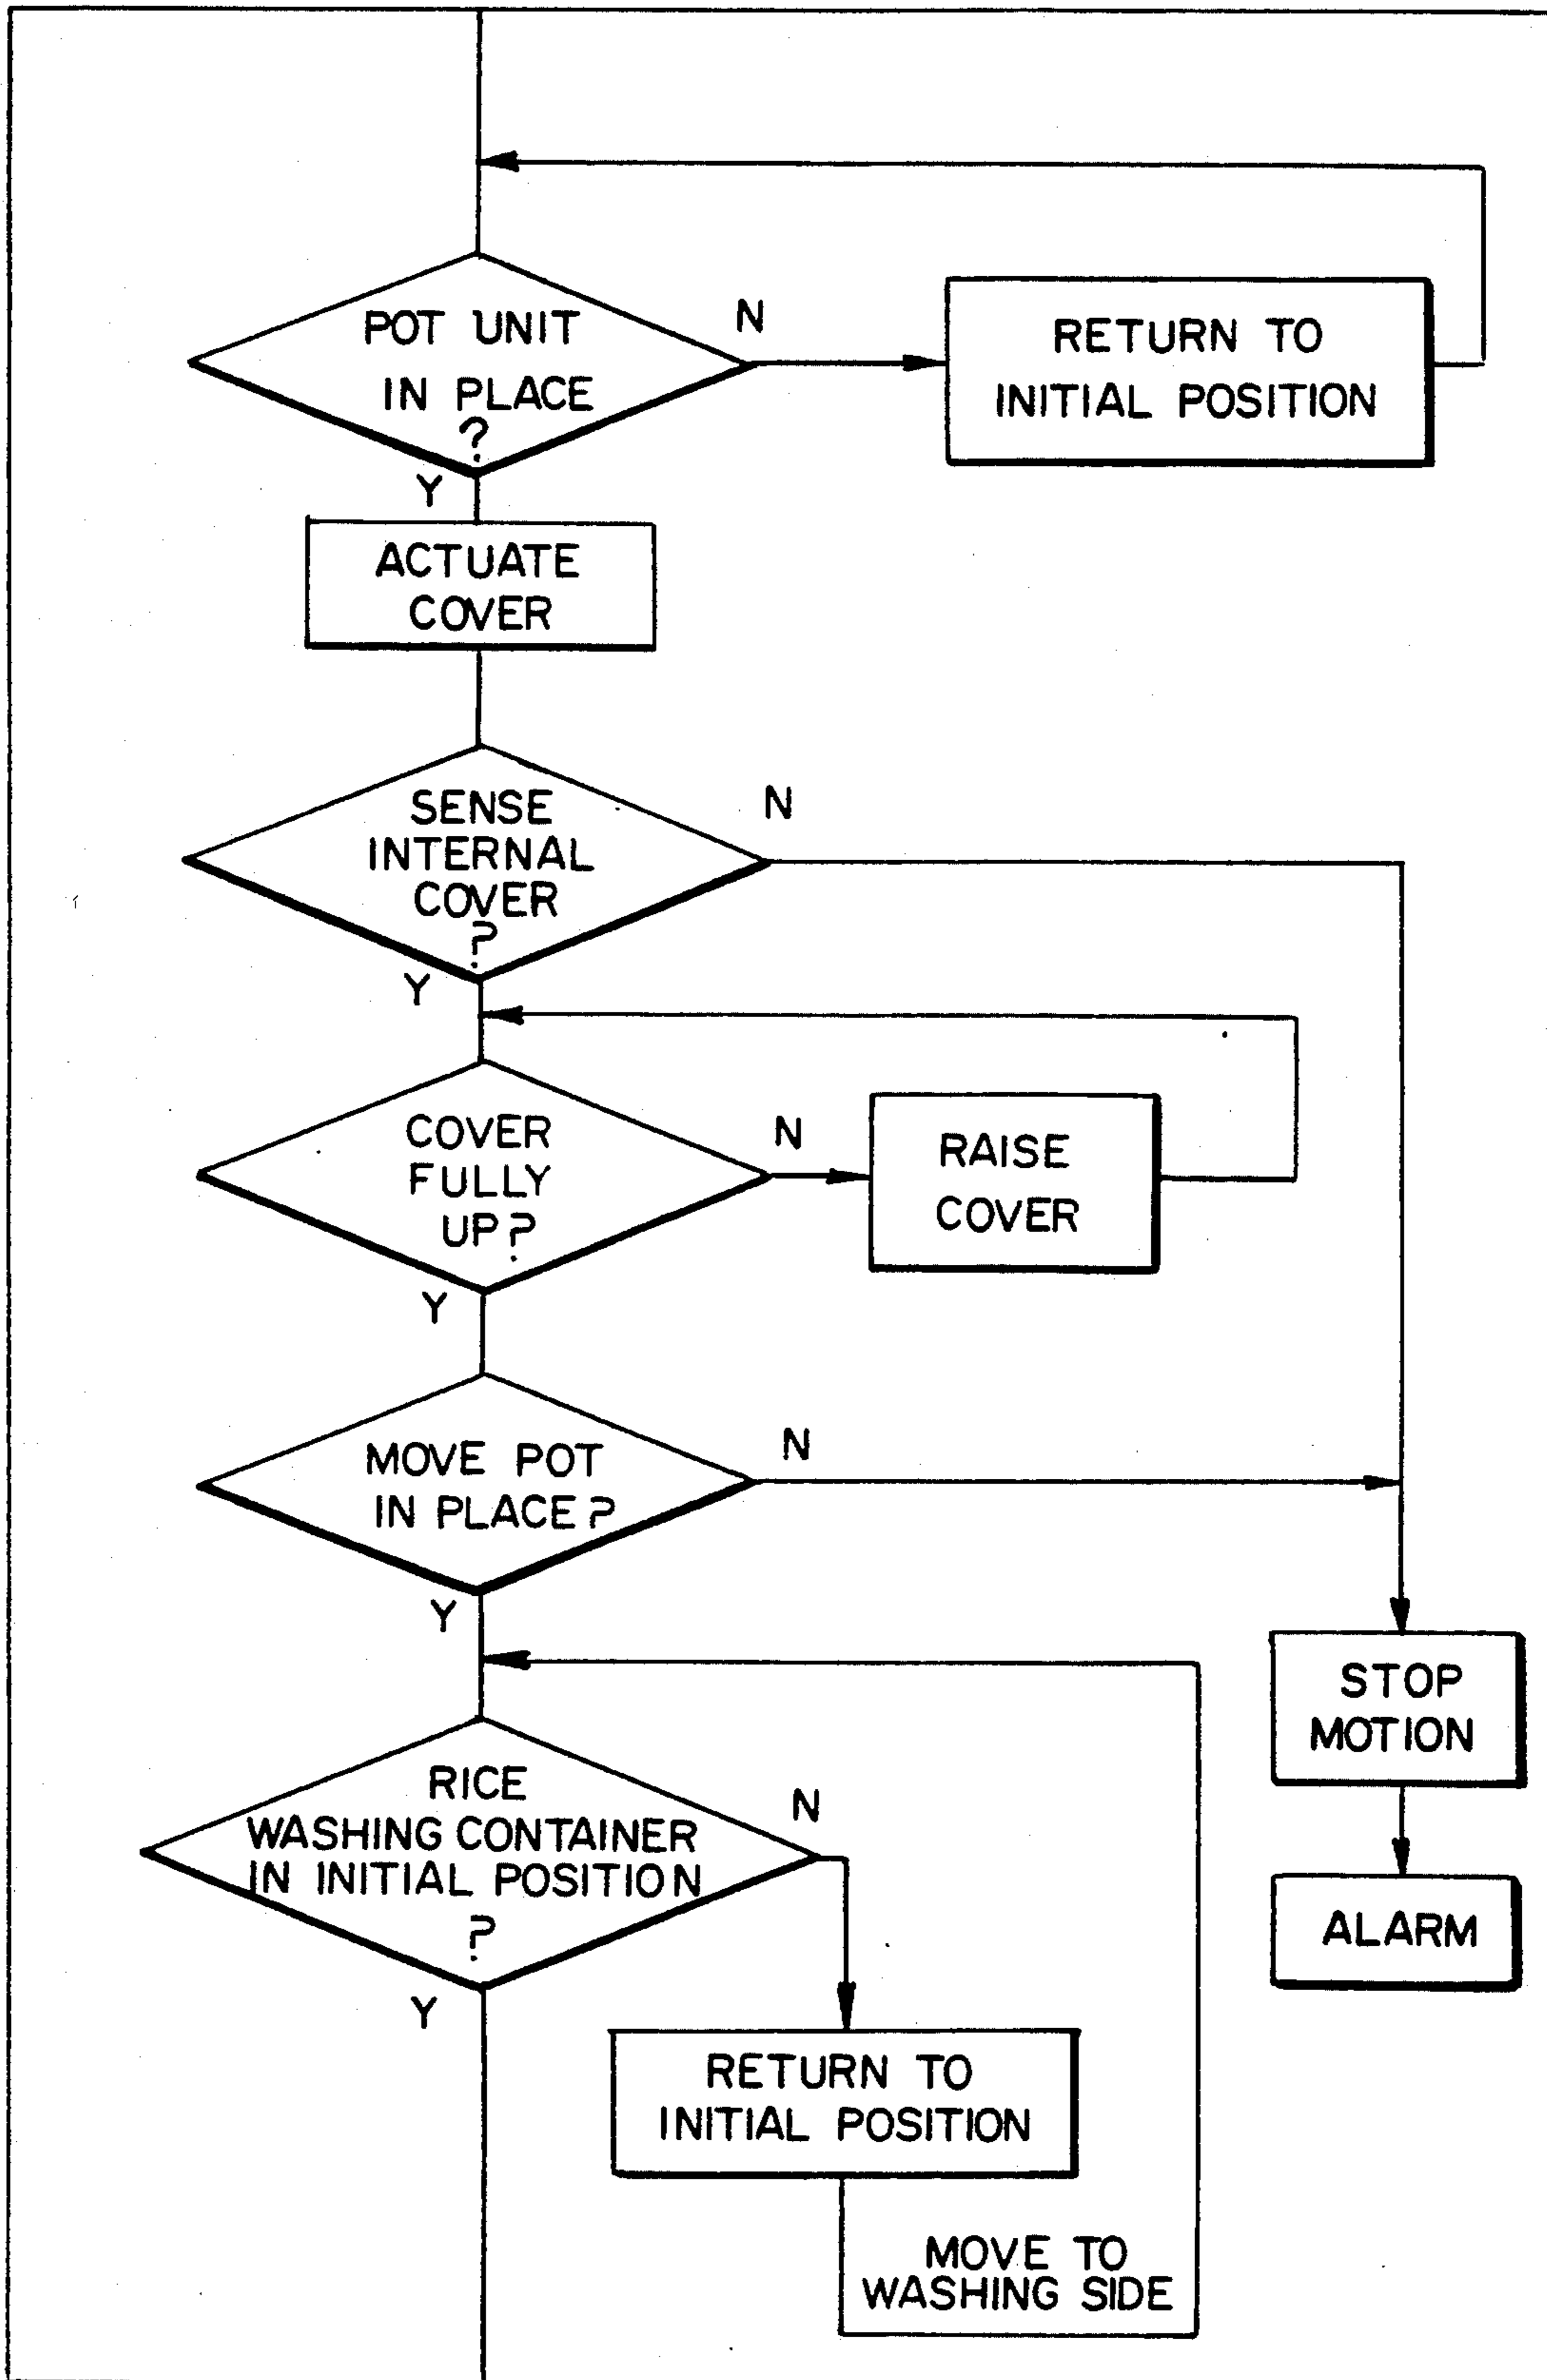 POT UNIT
IN PLACE
?
N
RETURN TO
INITIAL POSITION
Y
ACTUATE
COVER
SENSE
INTERNAL
COVER
?
N
Y
COVER
FULLY
UP?
N
RAISE
COVER
Y
MOVE POT
IN PLACE?
N
Y
STOP
MOTION
RICE
WASHING CONTAINER
IN INITIAL POSITION
?
N
ALARM
Y
RETURN TO
INITIAL POSITION
MOVE TO
WASHING SIDE